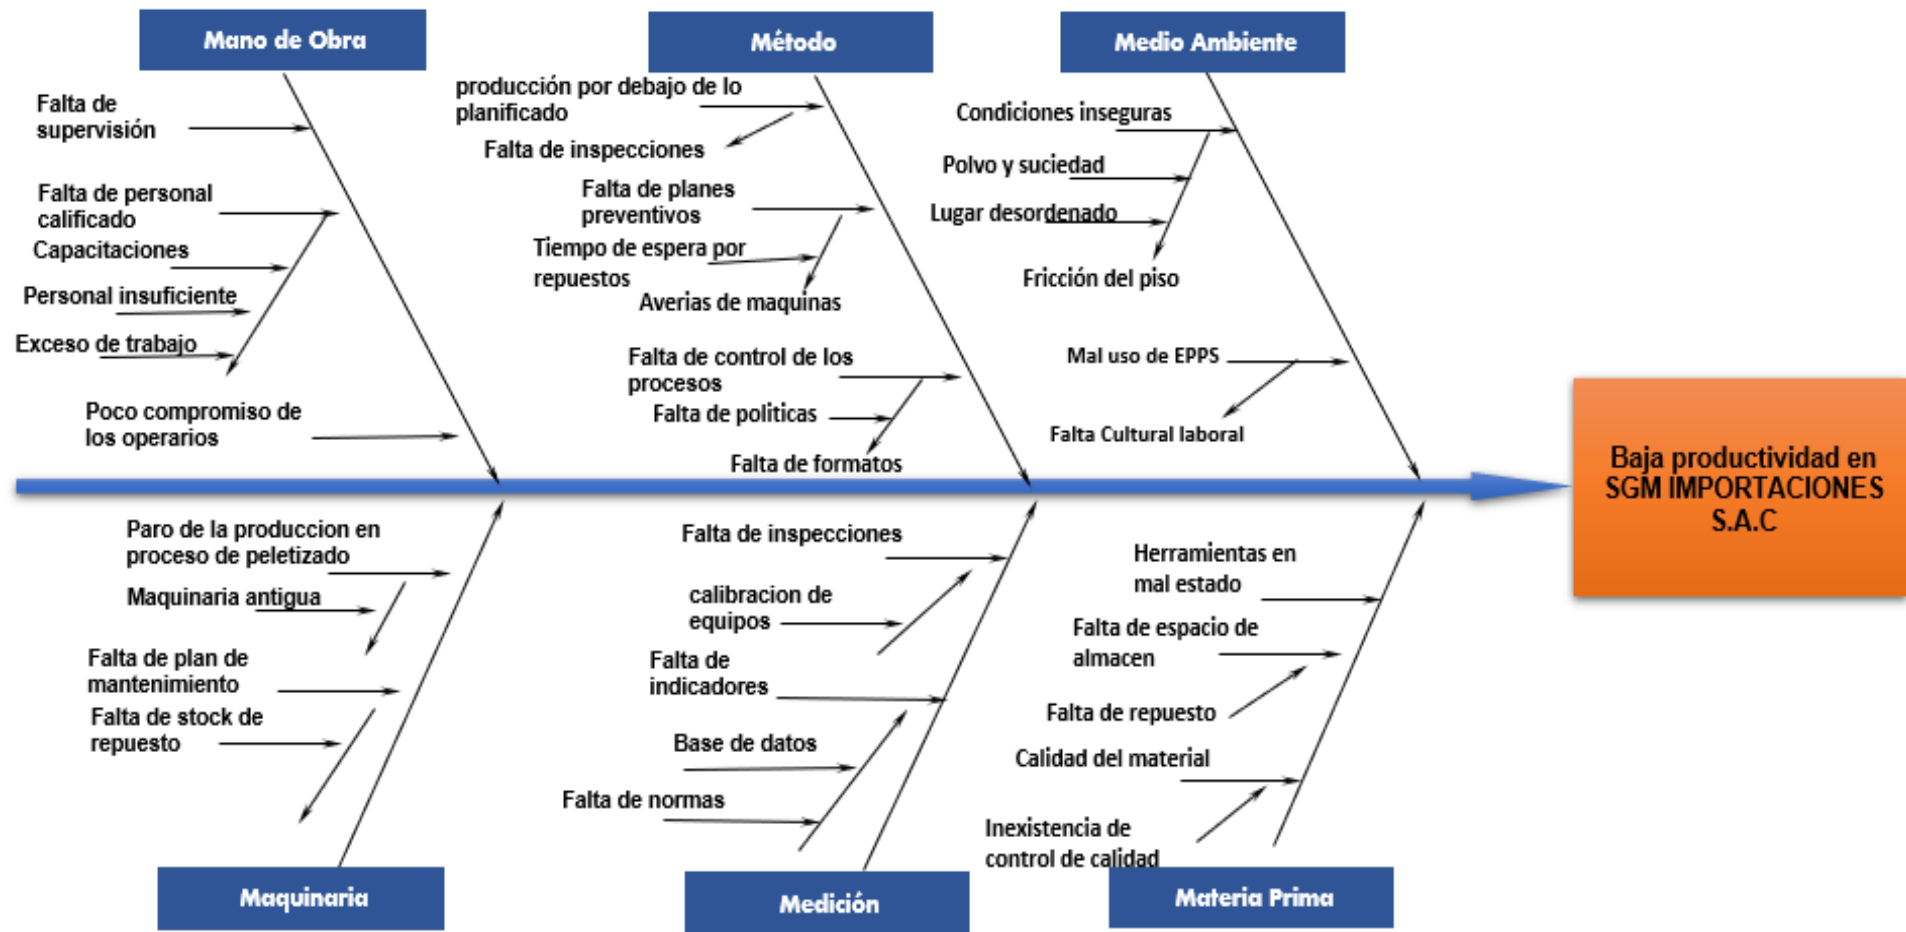 Mano de Obra
Método
Medio Ambiente
Falta de
supervisión
Falta de personal
calificado
Capacitaciones
Personal insuficiente
Exceso de trabajo
Poco compromiso de
los operarios
producción por debajo de lo
planificado
Falta de inspecciones
Falta de planes
preventivos
Tiempo de espera por
repuestos
Averias de maquinas
Falta de control de los
procesos
Falta de politicas
Falta de formatos
Condiciones inseguras
Polvo y suciedad
Lugar desordenado
Fricción del piso
Mal uso de EPPS
Falta Cultural laboral
Baja productividad en
SGM IMPORTACIONES
S.A.C
Paro de la produccion en
proceso de peletizado
Maquinaria antigua
Falta de plan de
mantenimiento
Falta de stock de
repuesto
Falta de inspecciones
calibracion de
equipos
Falta de
indicadores
Base de datos
Falta de normas
Herramientas en
mal estado
Falta de espacio de
almacen
Falta de repuesto
Calidad del material
Inexistencia de
control de calidad
Maquinaria
Medición
Materia Prima